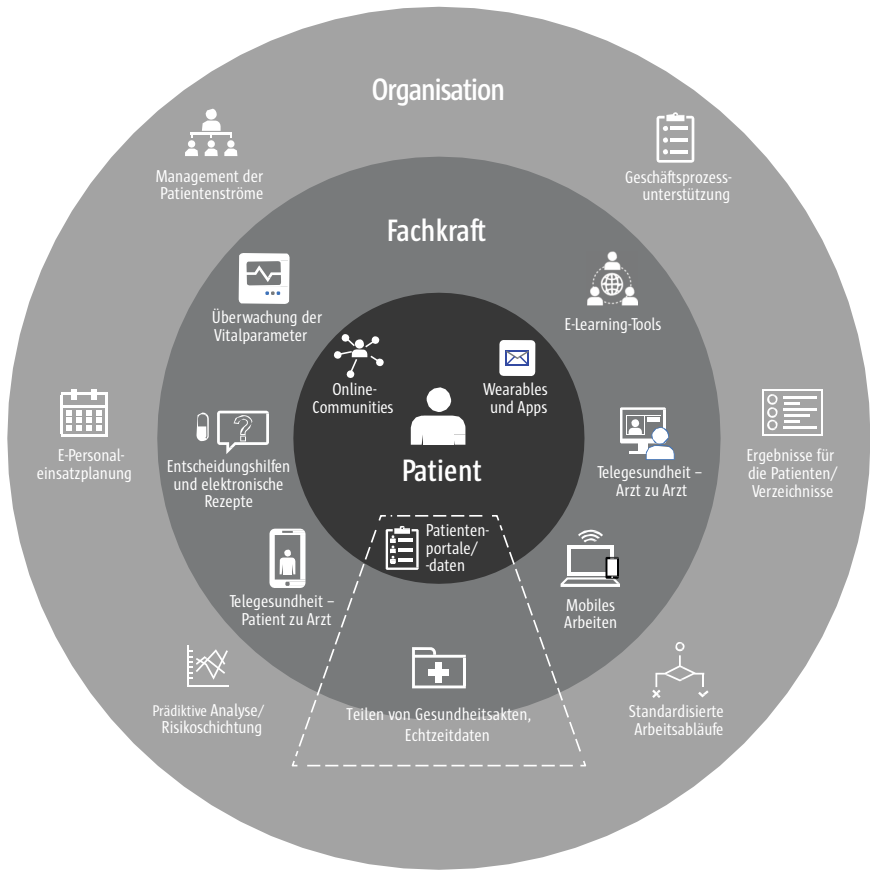 Organisation
Management der
Patientenströme
Geschäftsprozess-
unterstützung
Fachkraft
Überwachung der
Vitalparameter
E-Learning-Tools
Online-
Communities
Wearables
und Apps
E-Personal-
einsatzplanung
Entscheidungshilfen
und elektronische
Rezepte
Patient
Telegesundheit –
Arzt zu Arzt
Ergebnisse für
die Patienten/
Verzeichnisse
Patienten-
portale/
-daten
Telegesundheit –
Patient zu Arzt
Mobiles
Arbeiten
Prädiktive Analyse/
Risikoschichtung
Teilen von Gesundheitsakten,
Echtzeitdaten
Standardisierte
Arbeitsabläufe